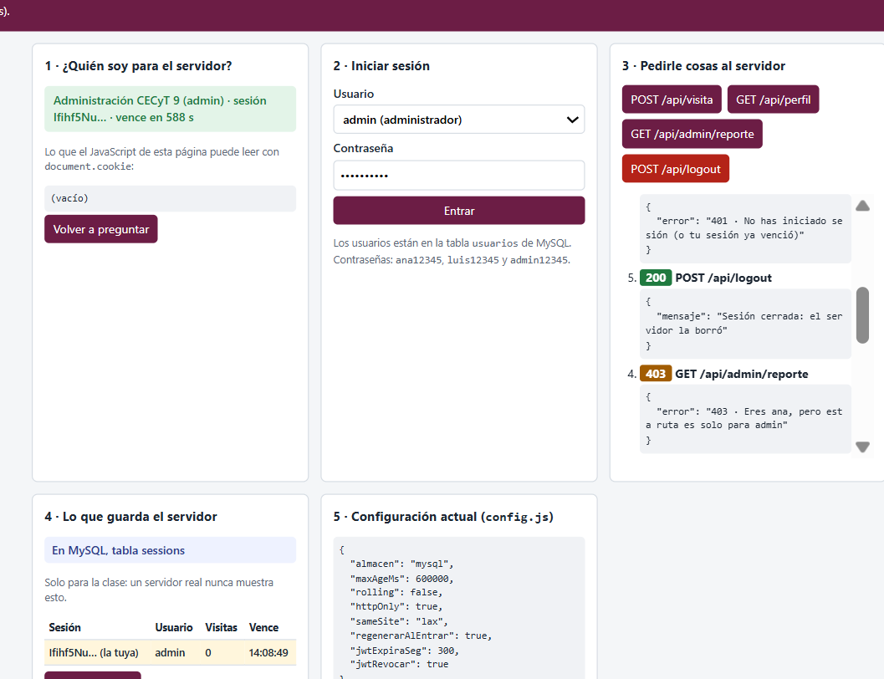 s).
1 · ¿Quién soy para el servidor?
Administración CECyT 9 (admin) · sesión
Ifihf5Nu... · vence en 588 s
Lo que el JavaScript de esta página puede leer con
document.cookie:
(vacío)
Volver a preguntar
2 · Iniciar sesión
Usuario
admin (administrador)
Contraseña
••••••••••
Entrar
Los usuarios están en la tabla usuarios de MySQL.
Contraseñas: ana12345, luis12345 y admin12345.
3 · Pedirle cosas al servidor
POST /api/visita
GET /api/perfil
GET /api/admin/reporte
POST /api/logout
{
"error": "401 · No has iniciado se
sión (o tu sesión ya venció)"
}
5. 200 POST /api/logout
{
"mensaje": "Sesión cerrada: el ser
vidor la borró"
}
4. 403 GET /api/admin/reporte
{
"error": "403 · Eres ana, pero est
a ruta es solo para admin"
}
4 · Lo que guarda el servidor
En MySQL, tabla sessions
Solo para la clase: un servidor real nunca muestra
esto.
Sesión Usuario Visitas Vence
Ifihf5Nu... (la tuya) admin 0 14:08:49
5 · Configuración actual (config.js)
{
"almacen": "mysql",
"maxAgeMs": 600000,
"rolling": false,
"httpOnly": true,
"sameSite": "lax",
"regenerarAlEntrar": true,
"jwtExpiraSeg": 300,
"jwtRevocar": true
}